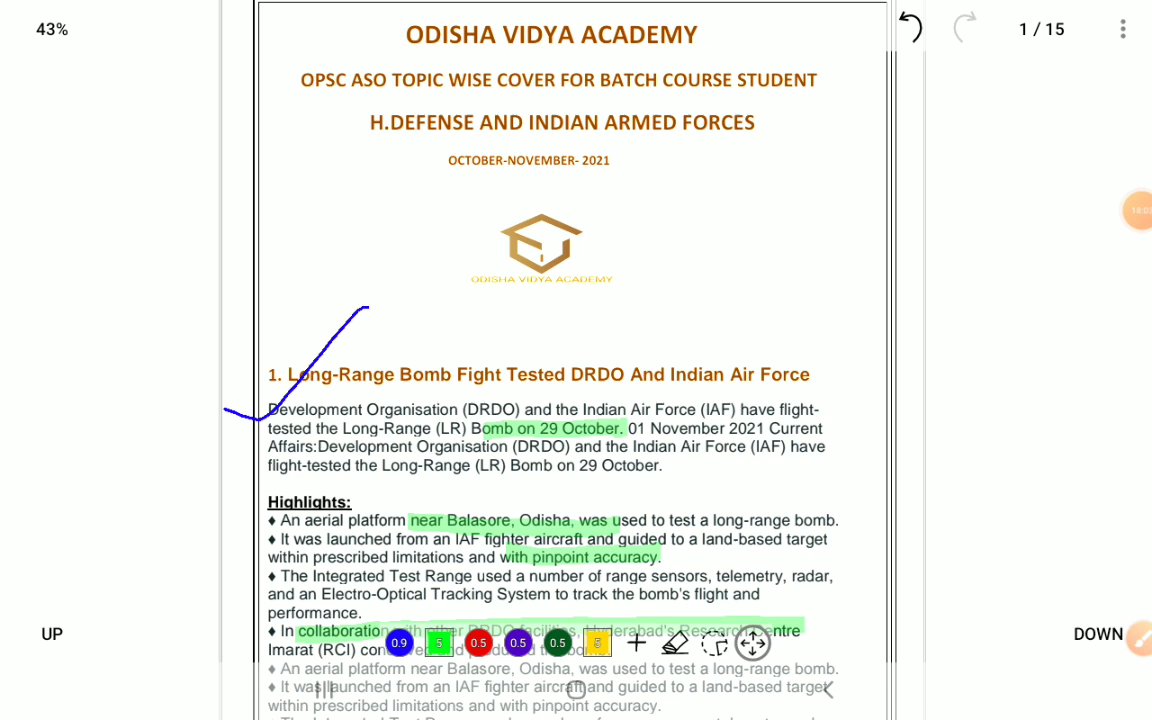 43%
1 / 15
ODISHA VIDYA ACADEMY
OPSC ASO TOPIC WISE COVER FOR BATCH COURSE STUDENT
H.DEFENSE AND INDIAN ARMED FORCES
OCTOBER-NOVEMBER- 2021
ODISHA VIDYA ACADEMY
1. Long-Range Bomb Fight Tested DRDO And Indian Air Force
Development Organisation (DRDO) and the Indian Air Force (IAF) have flight-
tested the Long-Range (LR) Bomb on 29 October. 01 November 2021 Current
Affairs:Development Organisation (DRDO) and the Indian Air Force (IAF) have
flight-tested the Long-Range (LR) Bomb on 29 October.
Highlights:
♦ An aerial platform near Balasore, Odisha, was used to test a long-range bomb.
♦ It was launched from an IAF fighter aircraft and guided to a land-based target
within prescribed limitations and with pinpoint accuracy.
♦ The Integrated Test Range used a number of range sensors, telemetry, radar,
and an Electro-Optical Tracking System to track the bomb's flight and
performance.
♦ In collaboration with other DRDO facilities, Hyderabad's Research Centre
Imarat (RCI)
0.9 5 0.5 0.5 0.5 5
♦ An aerial platform near Balasore, Odisha, was used to test a long-range bomb.
♦ It was launched from an IAF fighter aircraft and guided to a land-based target
within prescribed limitations and with pinpoint accuracy.
UP
DOWN